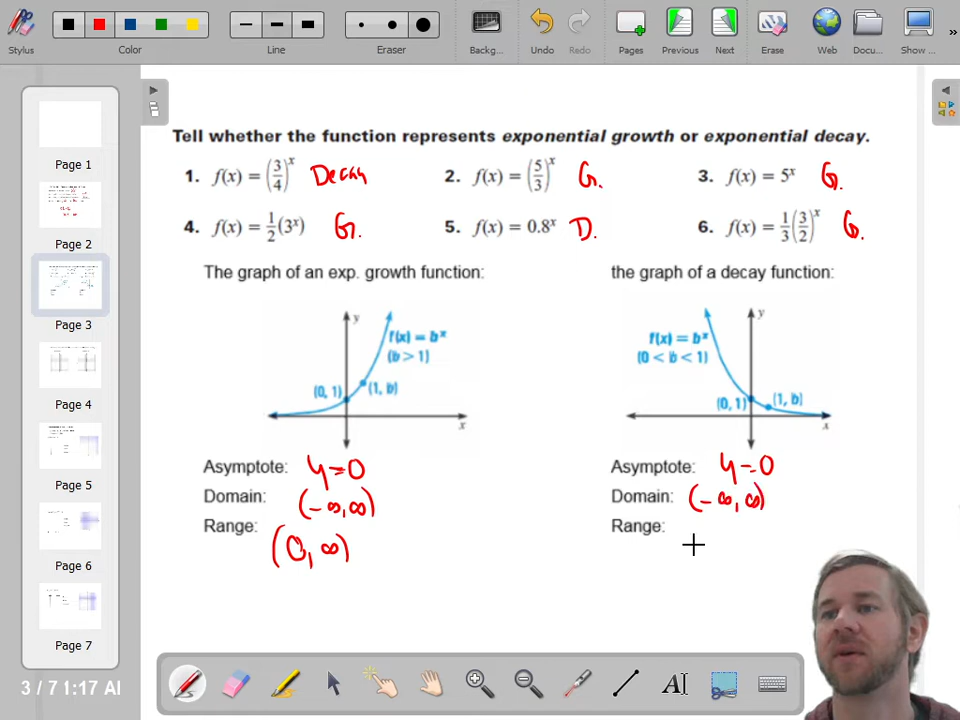 Stylus Color Line Eraser Backg... Undo Redo Pages Previous Next Erase Web Docu... Show ... »
Page 1
Page 2
Page 3
Page 4
Page 5
Page 6
Page 7
3 / 7 1:17 AI
Tell whether the function represents exponential growth or exponential decay.
1. f(x) = (3/4)^x Decay 2. f(x) = (5/3)^x G. 3. f(x) = 5^x G.
4. f(x) = 1/2(3^x) G. 5. f(x) = 0.8^x D. 6. f(x) = 1/3(3/2)^x G.
The graph of an exp. growth function: the graph of a decay function:
y
f(x) = b^x
(b > 1)
(0, 1) (1, b)
x
Asymptote: y=0
Domain: (-∞,∞)
Range: (0, ∞)
y
f(x) = b^x
(0 < b < 1)
(0, 1) (1, b)
x
Asymptote: y=0
Domain: (-∞,∞)
Range:
A